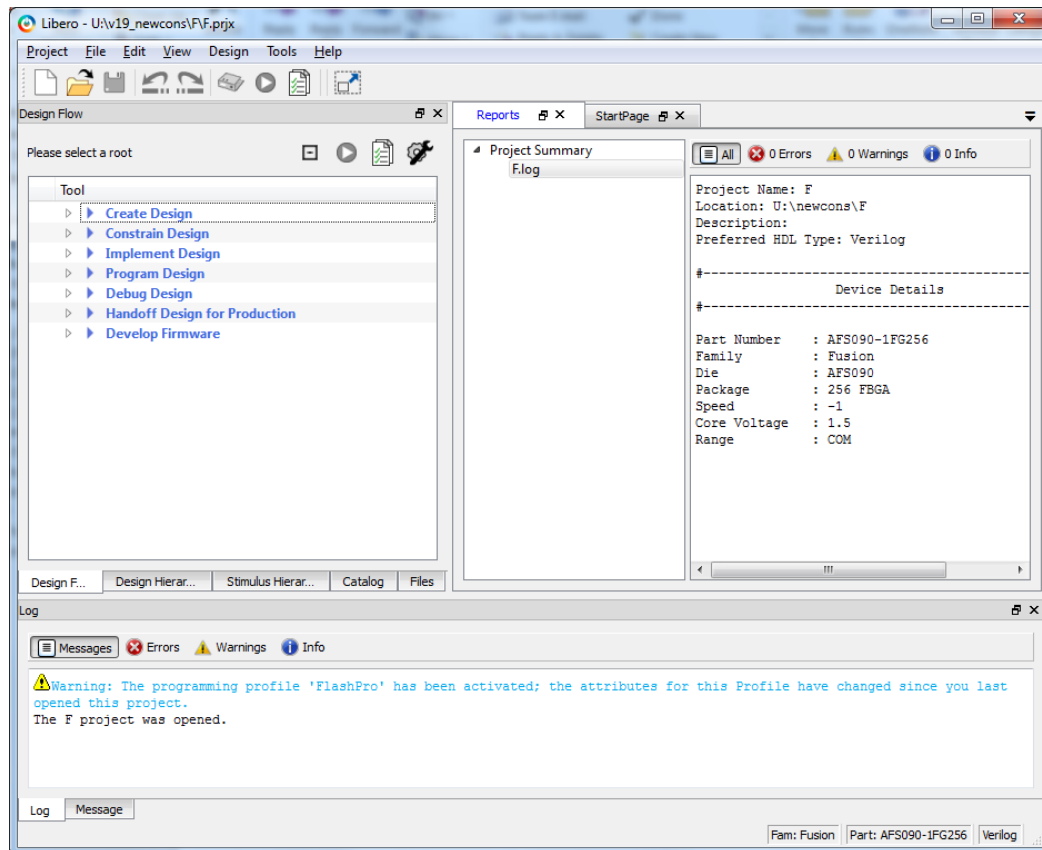 Libero - U:\v19_newcons\F\F.prjx
Project File Edit View Design Tools Help
Design Flow
Please select a root
Tool
Create Design
Constrain Design
Implement Design
Program Design
Debug Design
Handoff Design for Production
Develop Firmware
Design F... Design Hierar... Stimulus Hierar... Catalog Files
Reports StartPage
Project Summary
F.log
All 0 Errors 0 Warnings 0 Info
Project Name: F
Location: U:\newcons\F
Description:
Preferred HDL Type: Verilog
#------------------------------------------
Device Details
#------------------------------------------
Part Number : AFS090-1FG256
Family : Fusion
Die : AFS090
Package : 256 FBGA
Speed : -1
Core Voltage : 1.5
Range : COM
Log
Messages Errors Warnings Info
Warning: The programming profile 'FlashPro' has been activated; the attributes for this Profile have changed since you last
opened this project.
The F project was opened.
Log Message
Fam: Fusion Part: AFS090-1FG256 Verilog